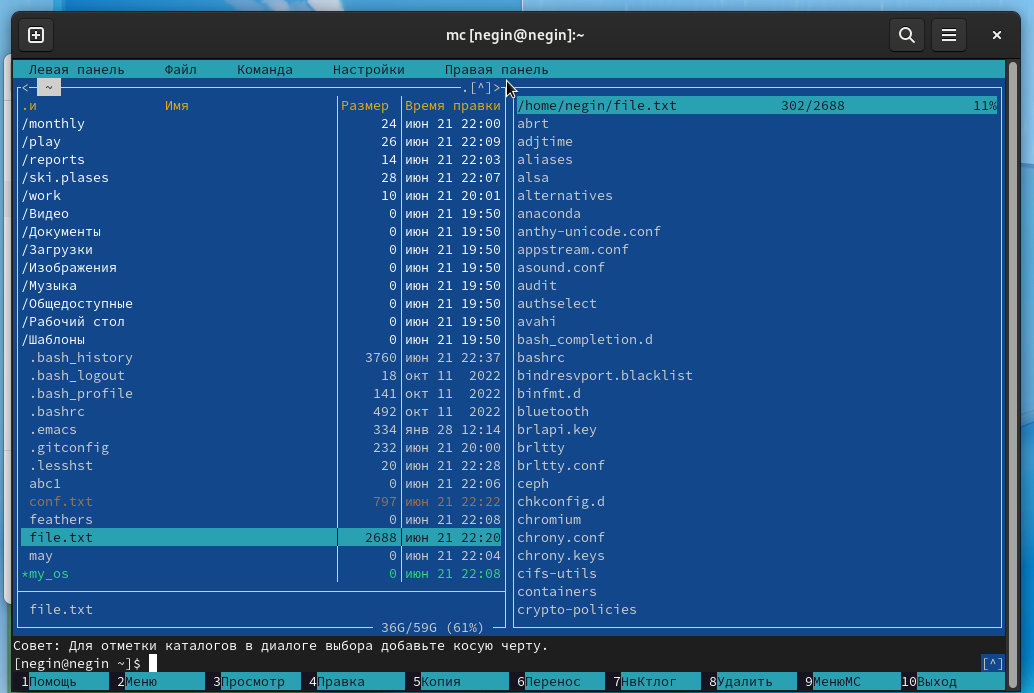 mc [negin@negin]:~
Левая панель Файл Команда Настройки Правая панель
<─ ~ .[^]>
.и Имя Размер Время правки /home/negin/file.txt 302/2688 11%
/monthly 24 июн 21 22:00 abrt
/play 26 июн 21 22:09 adjtime
/reports 14 июн 21 22:03 aliases
/ski.plases 28 июн 21 22:07 alsa
/work 10 июн 21 20:01 alternatives
/Видео 0 июн 21 19:50 anaconda
/Документы 0 июн 21 19:50 anthy-unicode.conf
/Загрузки 0 июн 21 19:50 appstream.conf
/Изображения 0 июн 21 19:50 asound.conf
/Музыка 0 июн 21 19:50 audit
/Общедоступные 0 июн 21 19:50 authselect
/Рабочий стол 0 июн 21 19:50 avahi
/Шаблоны 0 июн 21 19:50 bash_completion.d
.bash_history 3760 июн 21 22:37 bashrc
.bash_logout 18 окт 11 2022 bindresvport.blacklist
.bash_profile 141 окт 11 2022 binfmt.d
.bashrc 492 окт 11 2022 bluetooth
.emacs 334 янв 28 12:14 brlapi.key
.gitconfig 232 июн 21 20:00 brltty
.lesshst 20 июн 21 22:28 brltty.conf
abc1 0 июн 21 22:06 ceph
conf.txt 797 июн 21 22:22 chkconfig.d
feathers 0 июн 21 22:08 chromium
file.txt 2688 июн 21 22:20 chrony.conf
may 0 июн 21 22:04 chrony.keys
*my_os 0 июн 21 22:08 cifs-utils
containers
file.txt crypto-policies
36G/59G (61%)
Совет: Для отметки каталогов в диалоге выбора добавьте косую черту.
[negin@negin ~]$ [^]
1Помощь 2Меню 3Просмотр 4Правка 5Копия 6Перенос 7НвКтлог 8Удалить 9МенюМС 10Выход